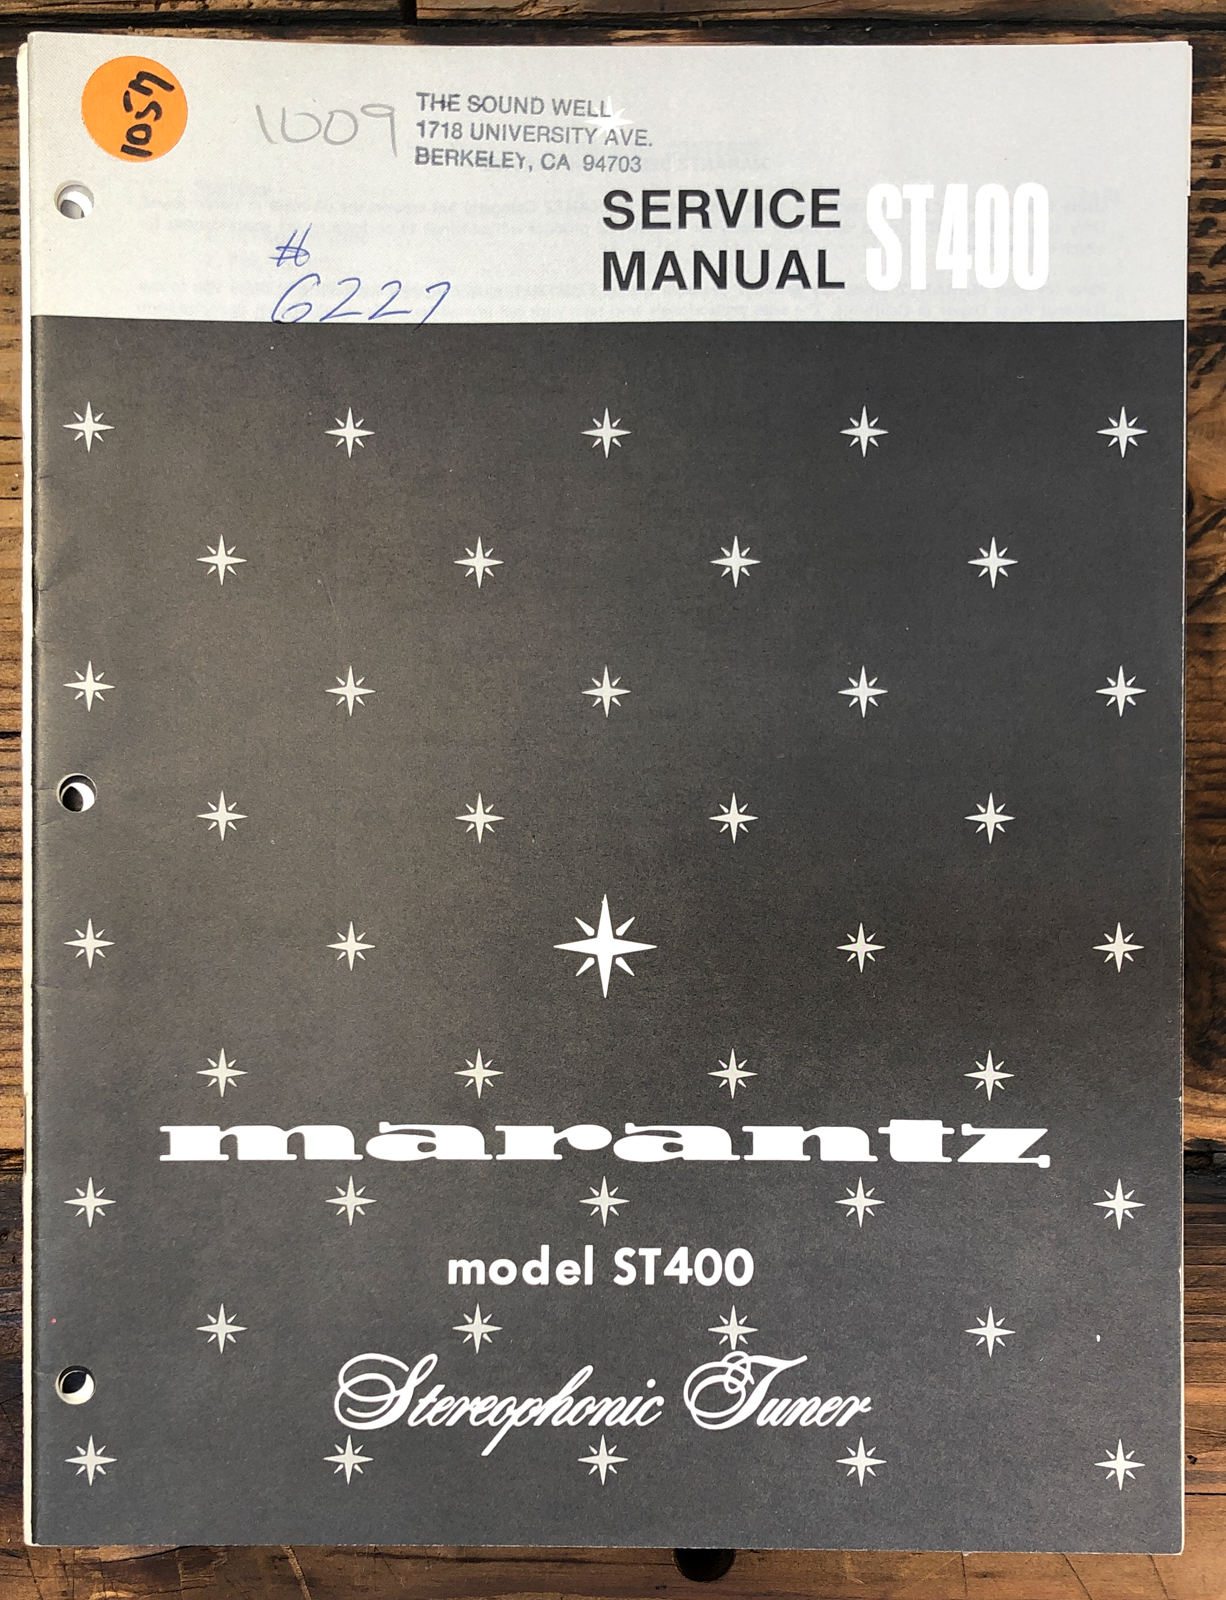 1054
1009
THE SOUND WELL
1718 UNIVERSITY AVE.
BERKELEY, CA 94703
SERVICE
MANUAL ST400
#
6227
marantz
model ST400
Stereophonic Tuner